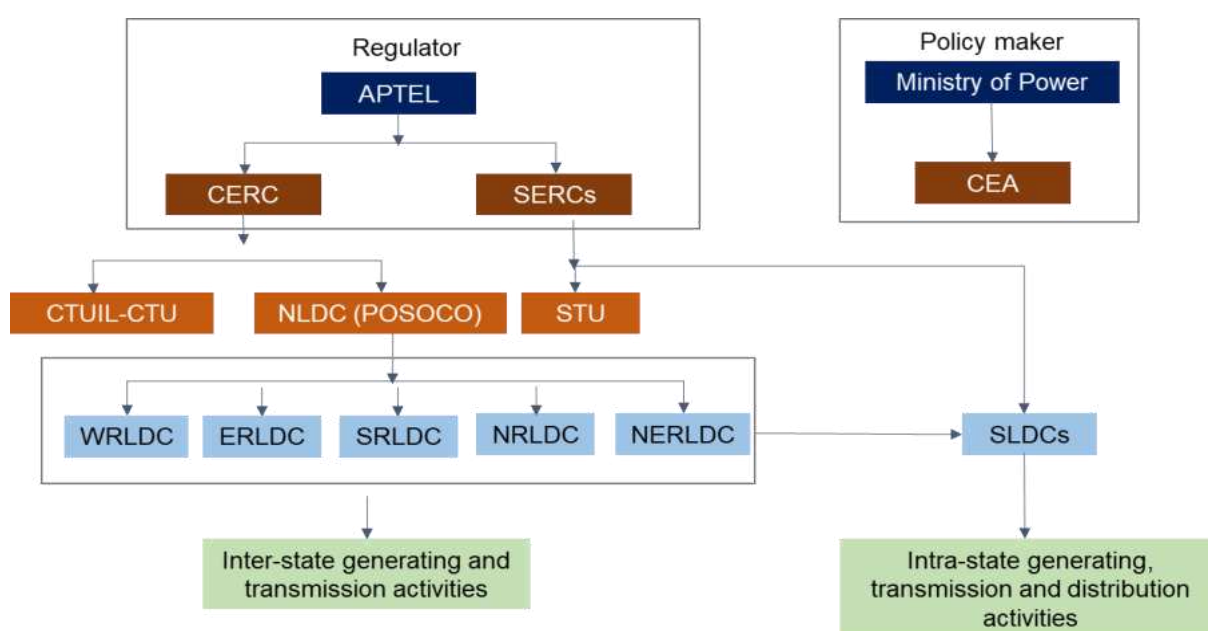 Regulator
APTEL
CERC
SERCs
Policy maker
Ministry of Power
CEA
CTUIL-CTU
NLDC (POSOCO)
STU
WRLDC
ERLDC
SRLDC
NRLDC
NERLDC
SLDCs
Inter-state generating and
transmission activities
Intra-state generating,
transmission and distribution
activities